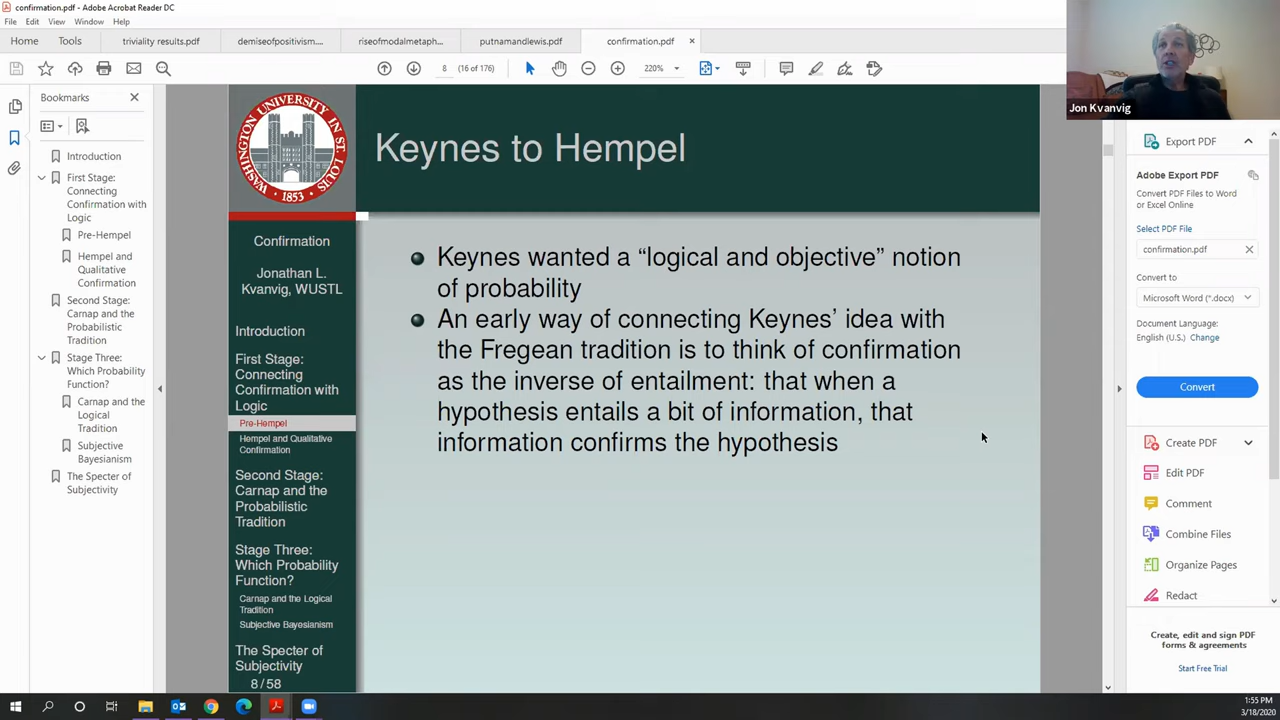 confirmation.pdf - Adobe Acrobat Reader DC
File Edit View Window Help
Home Tools triviality results.pdf demiseofpositivism.... riseofmodalmetaph... putnamandlewis.pdf confirmation.pdf ×
8 (16 of 176) 220%
Jon Kvanvig
Bookmarks
Introduction
First Stage:
Connecting
Confirmation with
Logic
Pre-Hempel
Hempel and
Qualitative
Confirmation
Second Stage:
Carnap and the
Probabilistic
Tradition
Stage Three:
Which Probability
Function?
Carnap and the
Logical
Tradition
Subjective
Bayesianism
The Specter of
Subjectivity
WASHINGTON UNIVERSITY IN ST. LOUIS
1853
Keynes to Hempel
Confirmation
Jonathan L.
Kvanvig, WUSTL
Introduction
First Stage:
Connecting
Confirmation with
Logic
Pre-Hempel
Hempel and Qualitative
Confirmation
Second Stage:
Carnap and the
Probabilistic
Tradition
Stage Three:
Which Probability
Function?
Carnap and the Logical
Tradition
Subjective Bayesianism
The Specter of
Subjectivity
8 / 58
Keynes wanted a “logical and objective” notion
of probability
An early way of connecting Keynes’ idea with
the Fregean tradition is to think of confirmation
as the inverse of entailment: that when a
hypothesis entails a bit of information, that
information confirms the hypothesis
Export PDF
Adobe Export PDF
Convert PDF Files to Word
or Excel Online
Select PDF File
confirmation.pdf
Convert to
Microsoft Word (*.docx)
Document Language:
English (U.S.) Change
Convert
Create PDF
Edit PDF
Comment
Combine Files
Organize Pages
Redact
Create, edit and sign PDF
forms & agreements
Start Free Trial
1:55 PM
3/18/2020